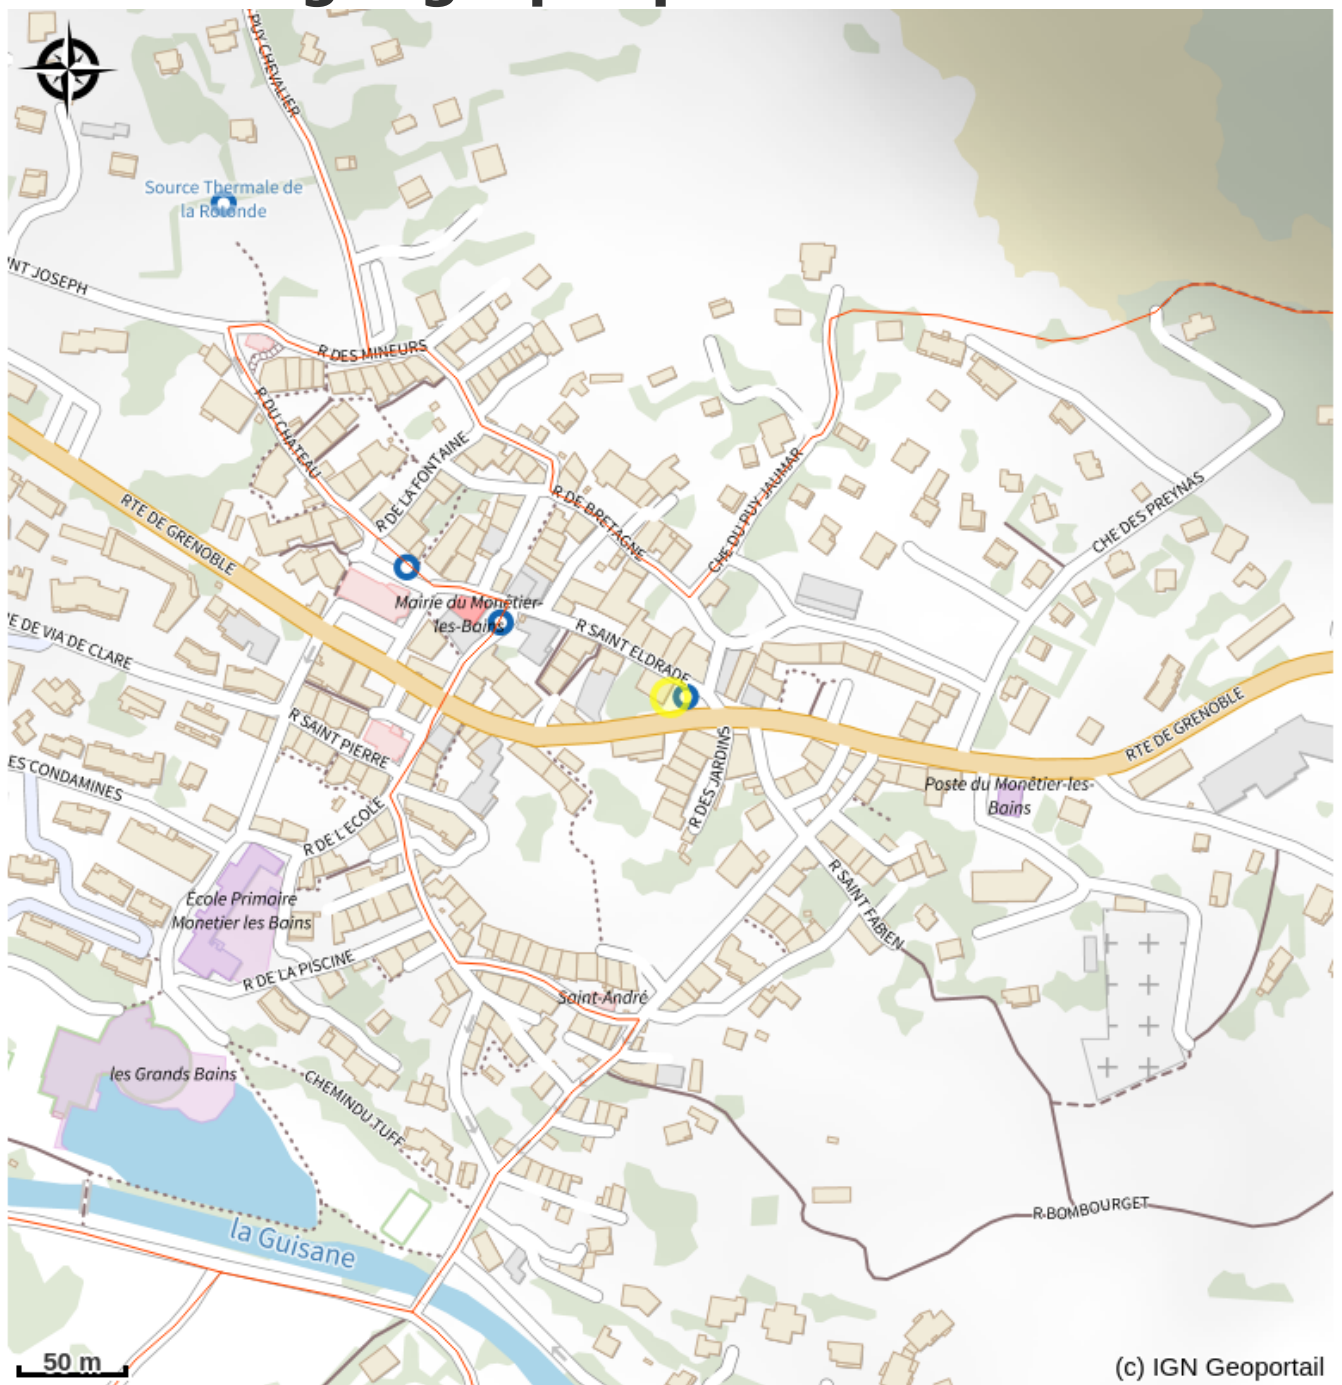 PUY CHEVALIER
Source Thermale de
la Rotonde
INT JOSEPH
R DES MINEURS
R DU CHATEAU
R DE LA FONTAINE
R DE BRETAGNE
CHE DU PUY JAUMAR
CHE DES PREYNAS
RTE DE GRENOBLE
Mairie du Monêtier-
les-Bains
R SAINT ELDRADE
E DE VIA DE CLARE
R SAINT PIERRE
R DES JARDINS
RTE DE GRENOBLE
Poste du Monêtier-les-
Bains
ES CONDAMINES
R DE L'ECOLE
R SAINT FABIEN
Ecole Primaire
Monetier les Bains
R DE LA PISCINE
Saint-André
les Grands Bains
CHEMIN DU TUFF
R BOMBOURGET
la Guisane
50 m
(c) IGN Geoportail